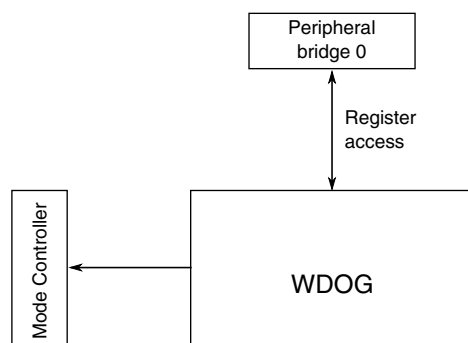 Peripheral
bridge 0
Register
access
Mode Controller
WDOG